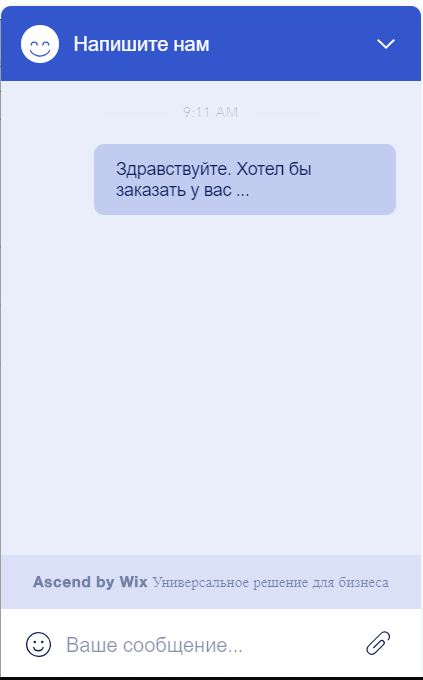 Напишите нам
9:11 AM
Здравствуйте. Хотел бы
заказать у вас ...
Ascend by Wix Универсальное решение для бизнеса
Ваше сообщение...